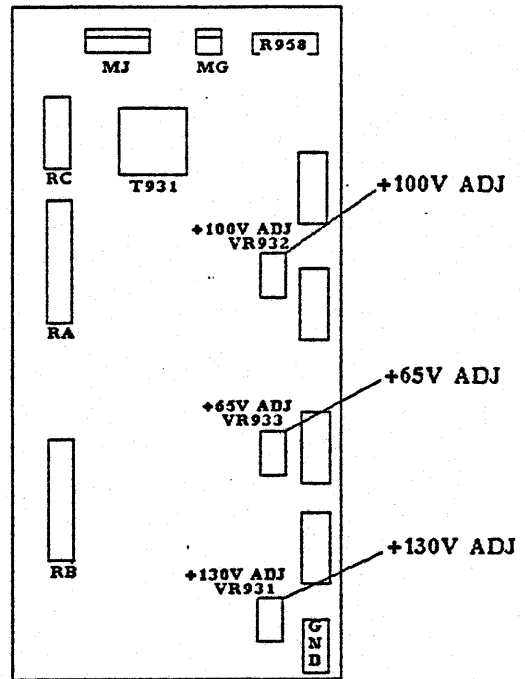 R958
MJ
MG
RC
T931
+100V ADJ
+100V ADJ
VR932
RA
+65V ADJ
+65V ADJ
VR933
+130V ADJ
RB
+130V ADJ
VR931
GND